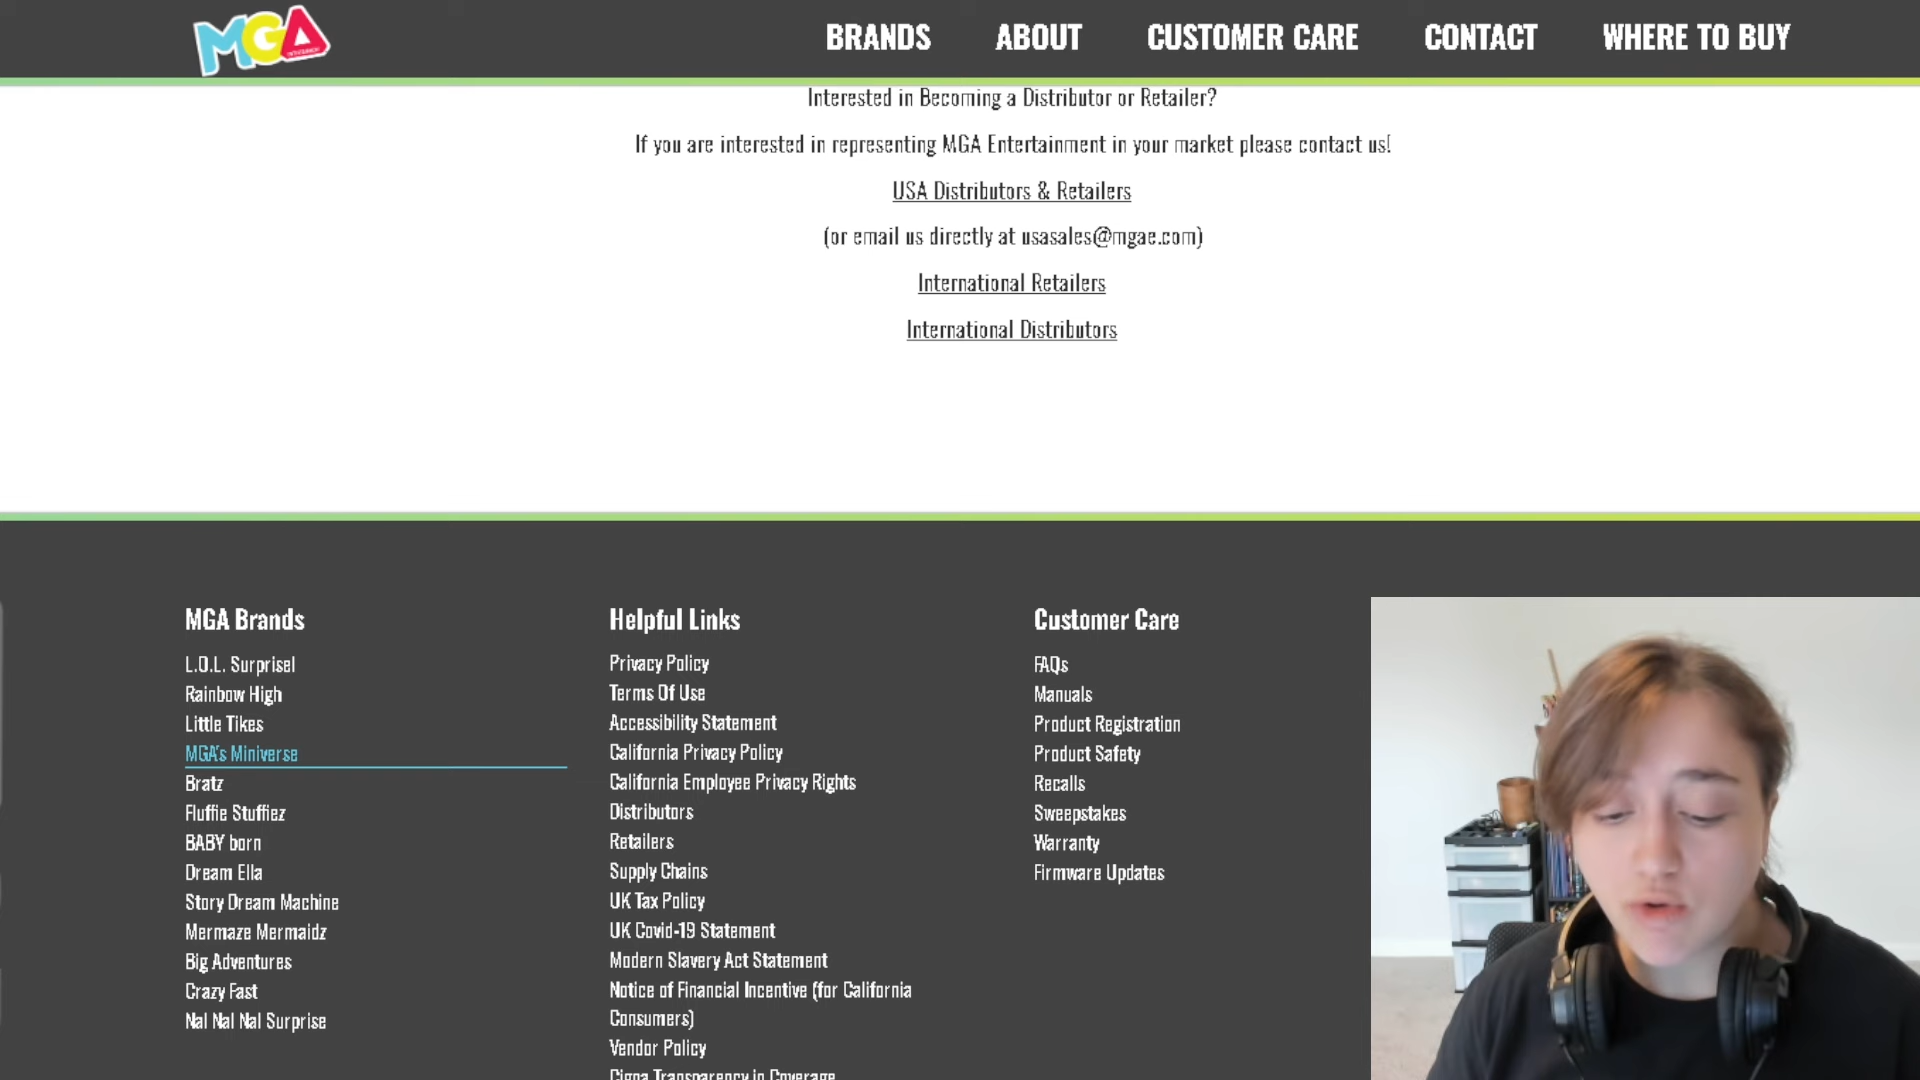 MGA
BRANDS
ABOUT
CUSTOMER CARE
CONTACT
WHERE TO BUY
Interested in Becoming a Distributor or Retailer?
If you are interested in representing MGA Entertainment in your market please contact us!
USA Distributors & Retailers
(or email us directly at usasales@mgae.com)
International Retailers
International Distributors
MGA Brands
L.O.L. Surprise!
Rainbow High
Little Tikes
MGA's Miniverse
Bratz
Fluffie Stuffiez
BABY born
Dream Ella
Story Dream Machine
Mermaze Mermaidz
Big Adventures
Crazy Fast
Na! Na! Na! Surprise
Helpful Links
Privacy Policy
Terms Of Use
Accessibility Statement
California Privacy Policy
California Employee Privacy Rights
Distributors
Retailers
Supply Chains
UK Tax Policy
UK Covid-19 Statement
Modern Slavery Act Statement
Notice of Financial Incentive (for California
Consumers)
Vendor Policy
Cigna Transparency in Coverage
Customer Care
FAQs
Manuals
Product Registration
Product Safety
Recalls
Sweepstakes
Warranty
Firmware Updates